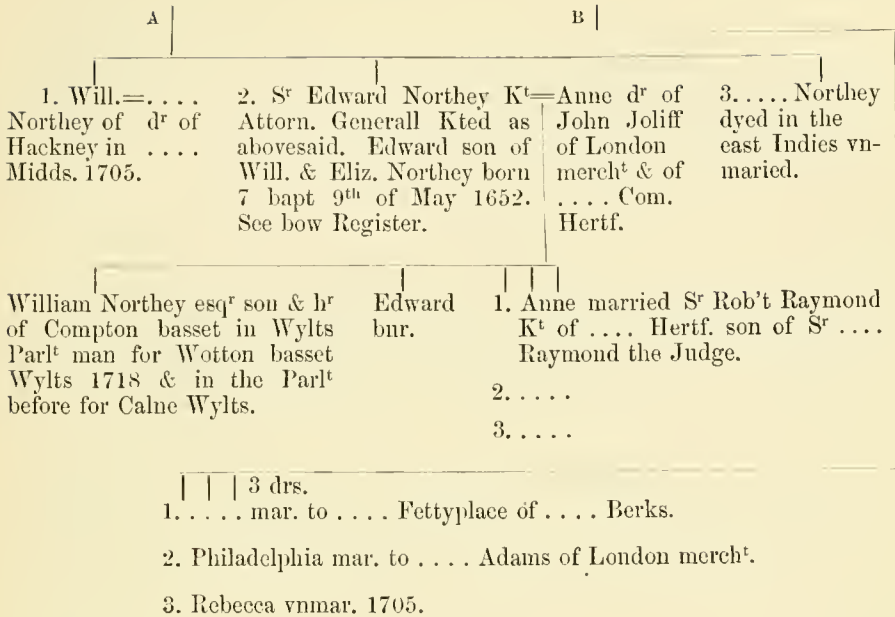 A B
1. Will.=. . . .
Northey of dʳ of
Hackney in . . . .
Midds. 1705.
2. Sʳ Edward Northey Kᵗ=
Attorn. Generall Kted as
abovesaid. Edward son of
Will. & Eliz. Northey born
7 bapt 9ᵗʰ of May 1652.
See bow Register.
Anne dʳ of
John Joliff
of London
merchᵗ & of
. . . . Com.
Hertf.
3. . . . . Northey
dyed in the
east Indies vn-
maried.
William Northey esqʳ son & hʳ
of Compton basset in Wylts
Parlᵗ man for Wotton basset
Wylts 1718 & in the Parlᵗ
before for Calne Wylts.
Edward
bnr.
1. Anne married Sʳ Rob't Raymond
Kᵗ of . . . . Hertf. son of Sʳ . . . .
Raymond the Judge.
2. . . . .
3. . . . .
3 drs.
1. . . . . mar. to . . . . Fettyplace of . . . . Berks.
2. Philadelphia mar. to . . . . Adams of London merchᵗ.
3. Rebecca vnmar. 1705.